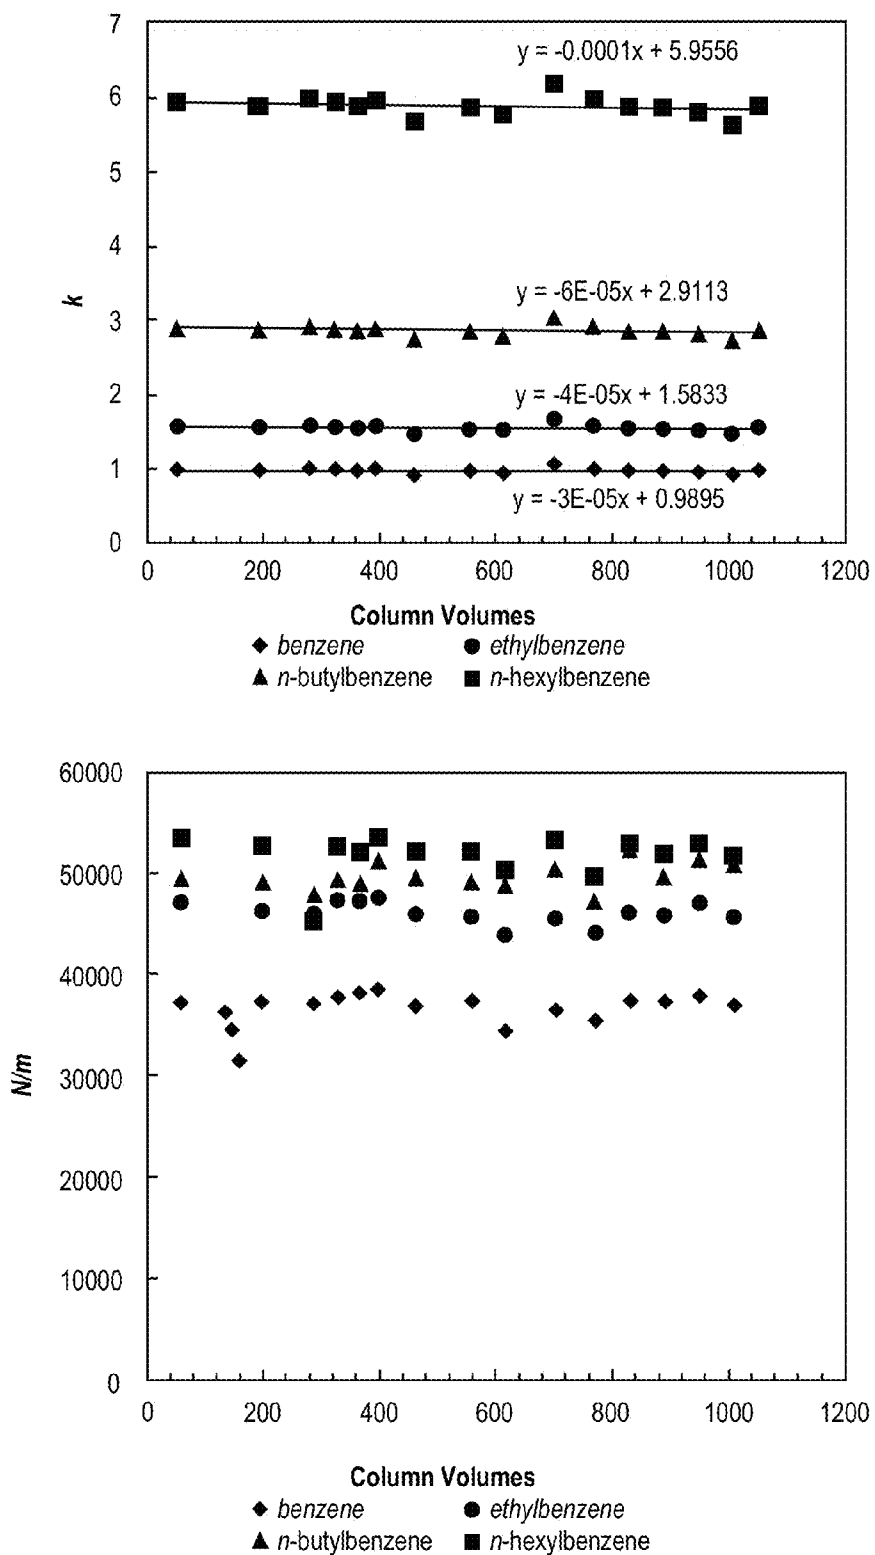 7
y = -0.0001x + 5.9556
6
5
4
k
y = -6E-05x + 2.9113
3
2
y = -4E-05x + 1.5833
1
y = -3E-05x + 0.9895
0
0 200 400 600 800 1000 1200
Column Volumes
benzene ethylbenzene
n-butylbenzene n-hexylbenzene
60000
50000
40000
N/m
30000
20000
10000
0
0 200 400 600 800 1000 1200
Column Volumes
benzene ethylbenzene
n-butylbenzene n-hexylbenzene